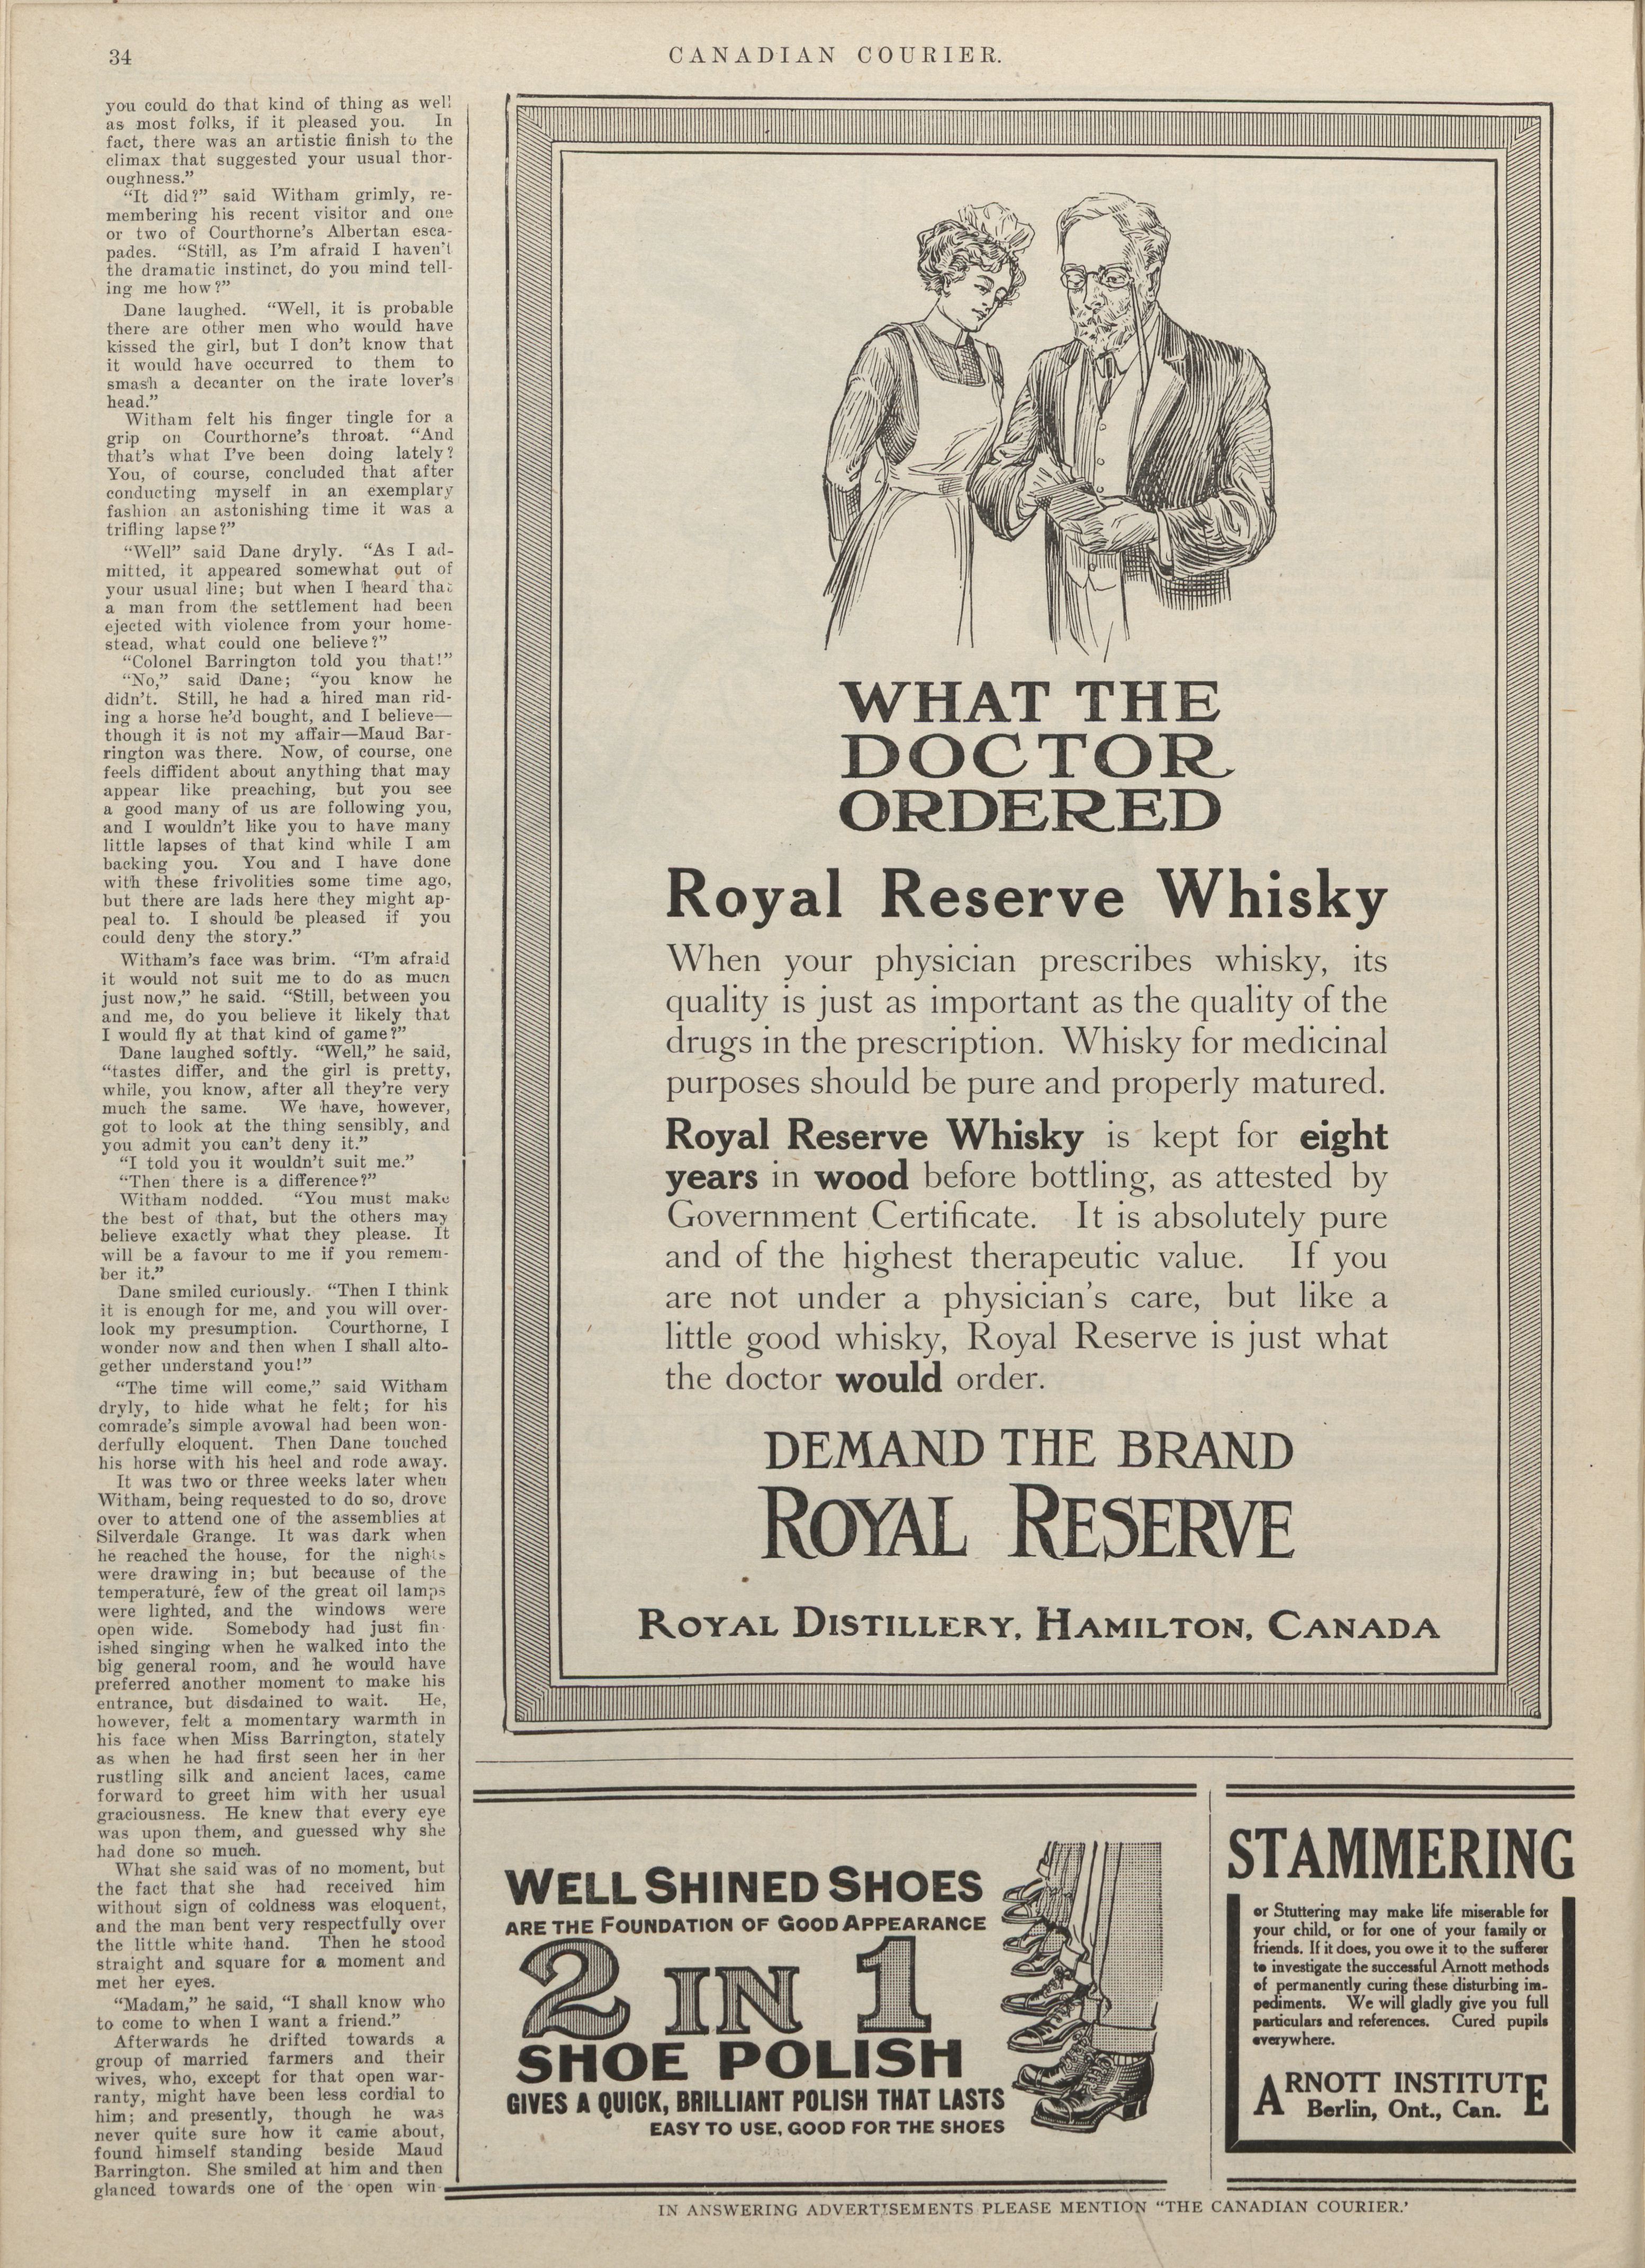 34
CANADIAN COURIER.
you could do that kind of thing as well
as most folks, if it pleased you. In
fact, there was an artistic finish to the
climax that suggested your usual thor-
oughness.”
“It did?” said Witham grimly, re-
membering his recent visitor and one
or two of Courthorne’s Albertan esca-
pades. “Still, as I’m afraid I haven’t
the dramatic instinct, do you mind tell-
ing me how?”
Dane laughed. “Well, it is probable
there are other men who would have
kissed the girl, but I don’t know that
it would have occurred to them to
smash a decanter on the irate lover’s
head.”
Witham felt his finger tingle for a
grip on Courthorne’s throat. “And
that’s what I’ve been doing lately?
You, of course, concluded that after
conducting myself in an exemplary
fashion an astonishing time it was a
trifling lapse?”
“Well” said Dane dryly. “As I ad-
mitted, it appeared somewhat out of
your usual line; but when I heard that
a man from the settlement had been
ejected with violence from your home-
stead, what could one believe?”
“Colonel Barrington told you that!”
“No,” said Dane; “you know he
didn’t. Still, he had a hired man rid-
ing a horse he’d bought, and I believe—
though it is not my affair—Maud Bar-
rington was there. Now, of course, one
feels diffident about anything that may
appear like preaching, but you see
a good many of us are following you,
and I wouldn’t like you to have many
little lapses of that kind while I am
backing you. You and I have done
with these frivolities some time ago,
but there are lads here they might ap-
peal to. I should be pleased if you
could deny the story.”
Witham’s face was brim. “I’m afraid
it would not suit me to do as much
just now,” he said. “Still, between you
and me, do you believe it likely that
I would fly at that kind of game?”
Dane laughed softly. “Well,” he said,
“tastes differ, and the girl is pretty,
while, you know, after all they’re very
much the same. We have, however,
got to look at the thing sensibly, and
you admit you can’t deny it.”
“I told you it wouldn’t suit me.”
“Then there is a difference?”
Witham nodded. “You must make
the best of that, but the others may
believe exactly what they please. It
will be a favour to me if you remem-
ber it.”
Dane smiled curiously. “Then I think
it is enough for me, and you will over-
look my presumption. Courthorne, I
wonder now and then when I shall alto-
gether understand you!”
“The time will come,” said Witham
dryly, to hide what he felt; for his
comrade’s simple avowal had been won-
derfully eloquent. Then Dane touched
his horse with his heel and rode away.
It was two or three weeks later when
Witham, being requested to do so, drove
over to attend one of the assemblies at
Silverdale Grange. It was dark when
he reached the house, for the nights
were drawing in; but because of the
temperature, few of the great oil lamps
were lighted, and the windows were
open wide. Somebody had just fin-
ished singing when he walked into the
big general room, and he would have
preferred another moment to make his
entrance, but disdained to wait. He,
however, felt a momentary warmth in
his face when Miss Barrington, stately
as when he had first seen her in her
rustling silk and ancient laces, came
forward to greet him with her usual
graciousness. He knew that every eye
was upon them, and guessed why she
had done so much.
What she said was of no moment, but
the fact that she had received him
without sign of coldness was eloquent,
and the man bent very respectfully over
the little white hand. Then he stood
straight and square for a moment and
met her eyes.
“Madam,” he said, “I shall know who
to come to when I want a friend.”
Afterwards he drifted towards a
group of married farmers and their
wives, who, except for that open war-
ranty, might have been less cordial to
him; and presently, though he was
never quite sure how it came about,
found himself standing beside Maud
Barrington. She smiled at him and then
glanced towards one of the open win-
WHAT THE
DOCTOR
ORDERED
Royal Reserve Whisky
When your physician prescribes whisky, its
quality is just as important as the quality of the
drugs in the prescription. Whisky for medicinal
purposes should be pure and properly matured.
Royal Reserve Whisky is kept for eight
years in wood before bottling, as attested by
Government Certificate. It is absolutely pure
and of the highest therapeutic value. If you
are not under a physician’s care, but like a
little good whisky, Royal Reserve is just what
the doctor would order.
DEMAND THE BRAND
ROYAL RESERVE
ROYAL DISTILLERY, HAMILTON, CANADA
WELL SHINED SHOES
ARE THE FOUNDATION OF GOOD APPEARANCE
2 IN 1
SHOE POLISH
GIVES A QUICK, BRILLIANT POLISH THAT LASTS
EASY TO USE, GOOD FOR THE SHOES
STAMMERING
or Stuttering may make life miserable for
your child, or for one of your family or
friends. If it does, you owe it to the sufferer
to investigate the successful Arnott methods
of permanently curing these disturbing im-
pediments. We will gladly give you full
particulars and references. Cured pupils
everywhere.
ARNOTT INSTITUTE
Berlin, Ont., Can.
IN ANSWERING ADVERTISEMENTS PLEASE MENTION “THE CANADIAN COURIER.’